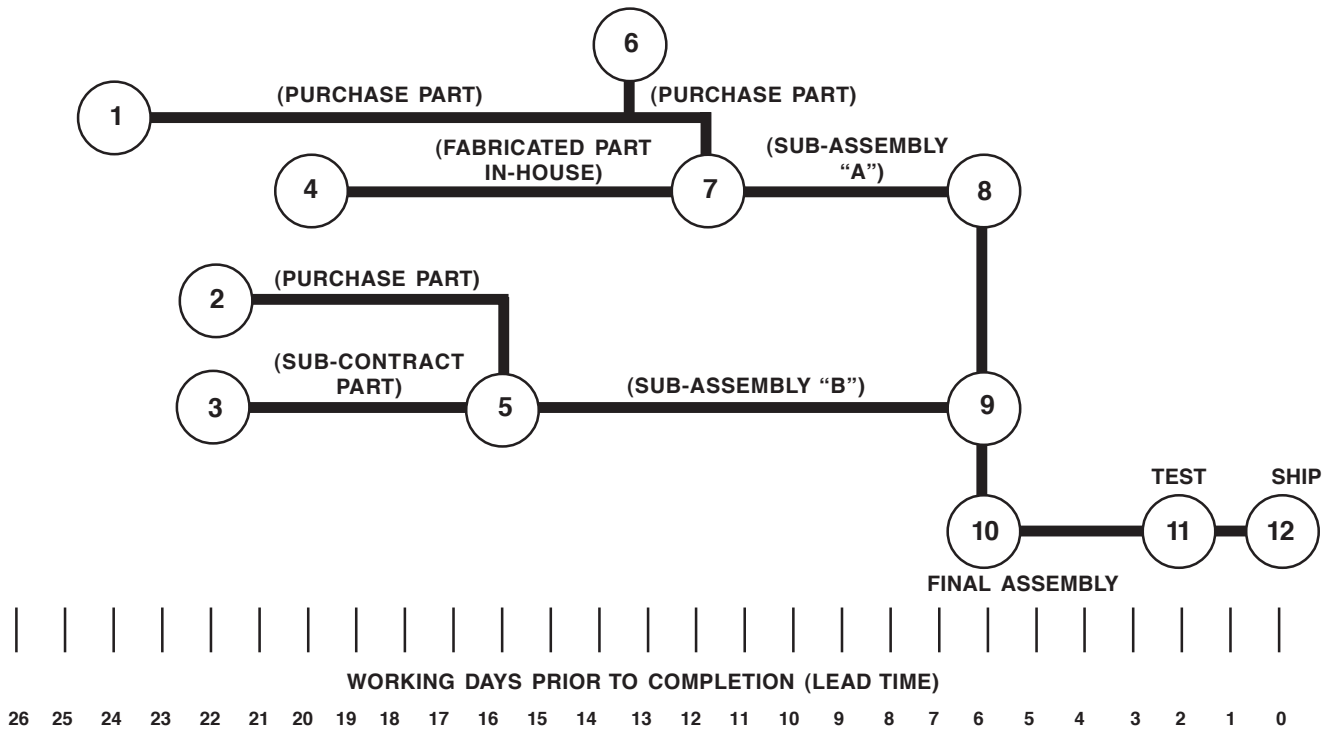 6
1
(PURCHASE PART)
(PURCHASE PART)
(FABRICATED PART
IN-HOUSE)
(SUB-ASSEMBLY
“A”)
4
7
8
2
(PURCHASE PART)
(SUB-CONTRACT
PART)
3
5
(SUB-ASSEMBLY “B”)
9
TEST
SHIP
10
11
12
FINAL ASSEMBLY
WORKING DAYS PRIOR TO COMPLETION (LEAD TIME)
26 25 24 23 22 21 20 19 18 17 16 15 14 13 12 11 10 9 8 7 6 5 4 3 2 1 0